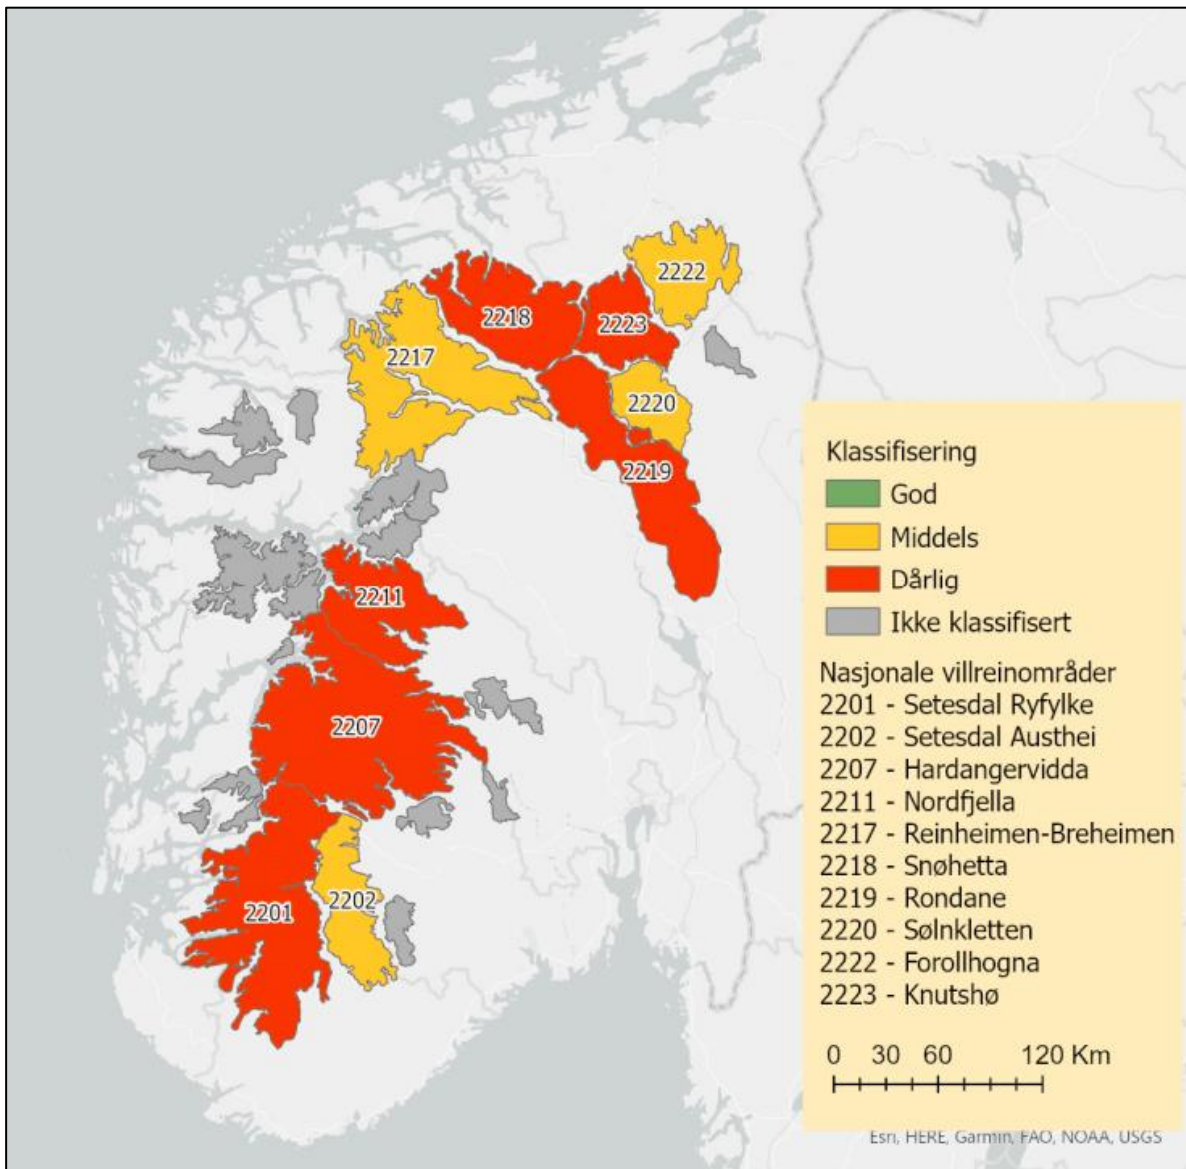 2222
2218
2223
2217
2220
2219
2211
2207
2202
2201
Klassifisering
God
Middels
Dårlig
Ikke klassifisert
Nasjonale villreinområder
2201 - Setesdal Ryfylke
2202 - Setesdal Austhei
2207 - Hardangervidda
2211 - Nordfjella
2217 - Reinheimen-Breheimen
2218 - Snøhetta
2219 - Rondane
2220 - Sølnkletten
2222 - Forollhogna
2223 - Knutshø
0 30 60 120 Km
Esri, HERE, Garmin, FAO, NOAA, USGS